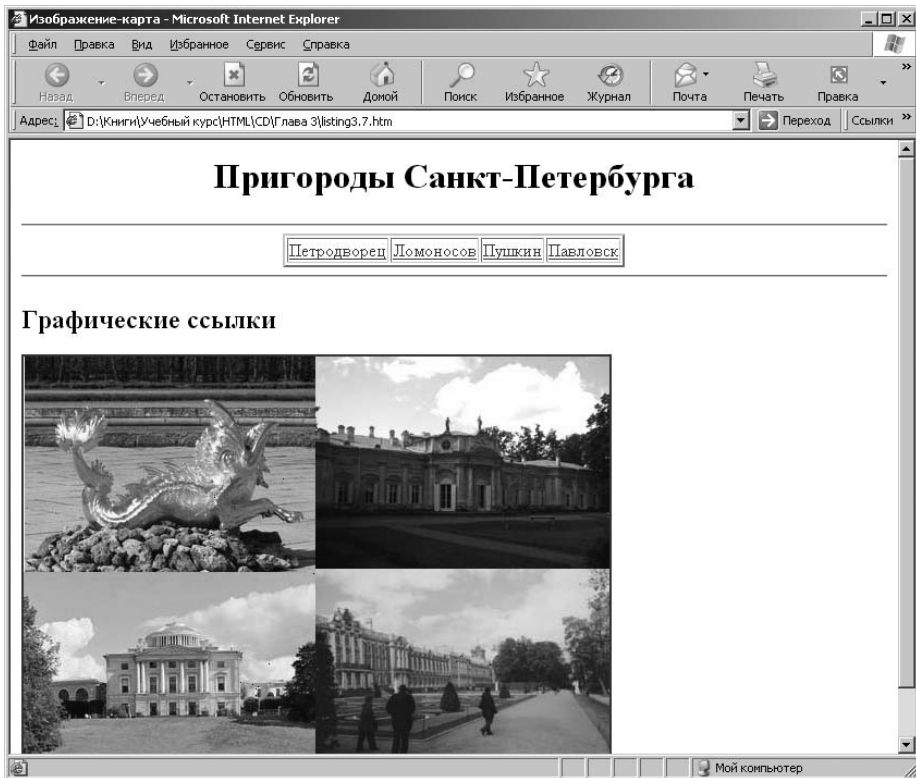 Изображение-карта - Microsoft Internet Explorer
Файл Правка Вид Избранное Сервис Справка
Назад Вперед Остановить Обновить Домой Поиск Избранное Журнал Почта Печать Правка
Адрес: D:\Книги\Учебный курс\HTML\CD\Глава 3\listing3.7.htm Переход Ссылки
Пригороды Санкт-Петербурга
Петродворец Ломоносов Пушкин Павловск
Графические ссылки
Мой компьютер